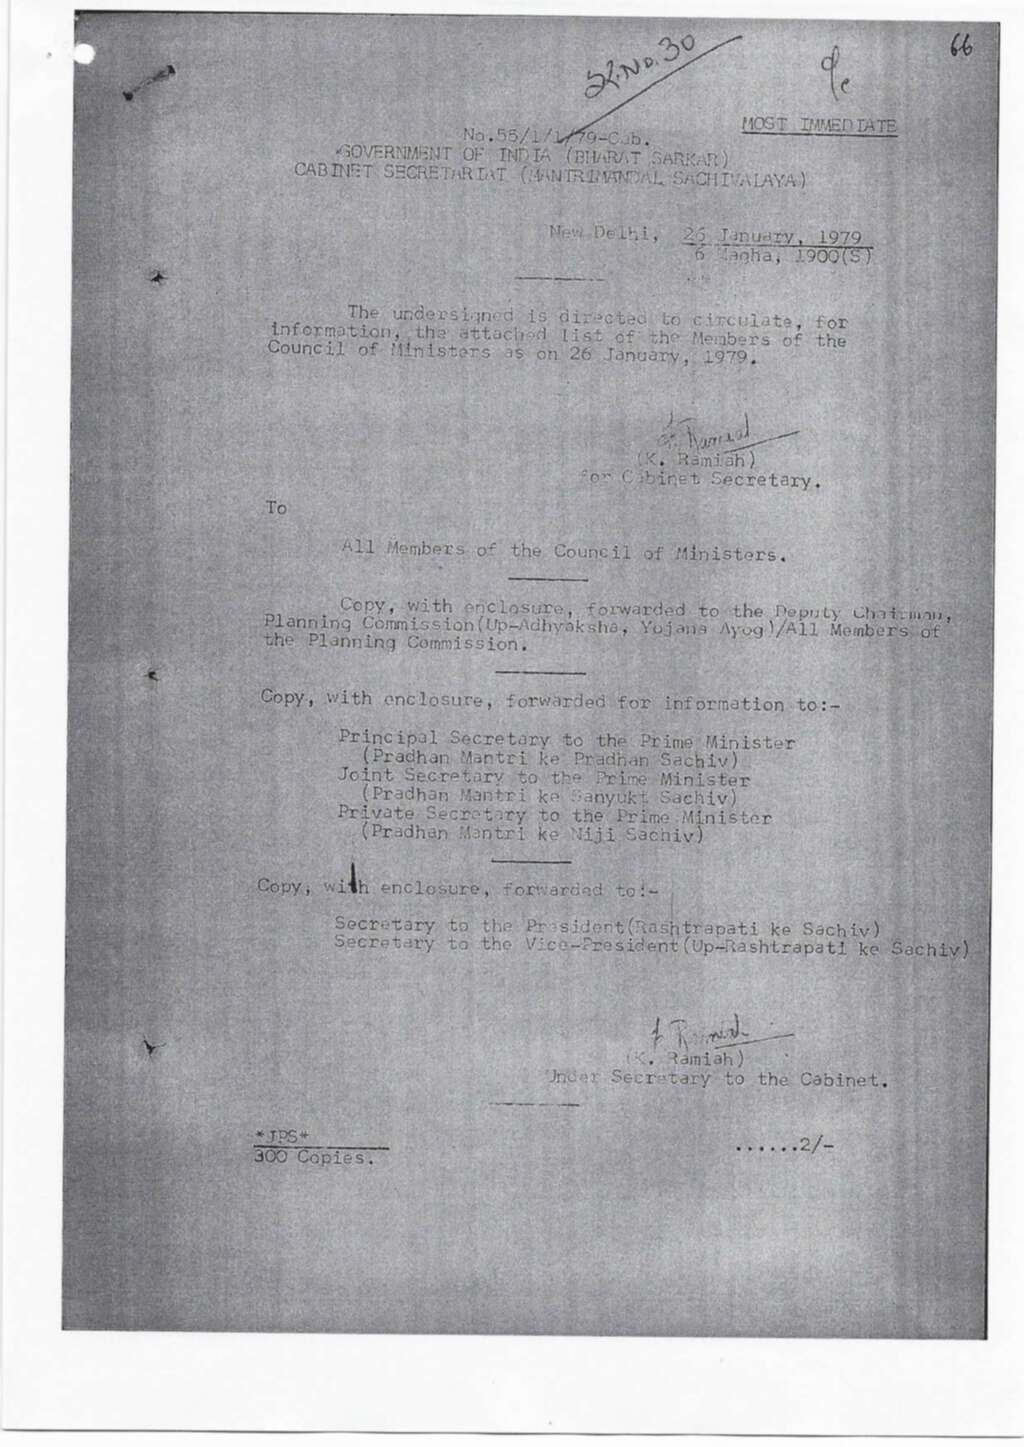 66
Sl.No.30
MOST IMMEDIATE
No.55/1/1/79-Cab.
GOVERNMENT OF INDIA (BHARAT SARKAR)
CABINET SECRETARIAT (MANTRIMANDAL SACHIVALAYA)
New Delhi, 26 January, 1979
6 Magha, 1900(S)
The undersigned is directed to circulate, for
information, the attached list of the Members of the
Council of Ministers as on 26 January, 1979.
K. Ramiah
(K. Ramiah)
for Cabinet Secretary.
To
All Members of the Council of Ministers.
Copy, with enclosure, forwarded to the Deputy Chairman,
Planning Commission(Up-Adhyaksha, Yojana Ayog)/All Members of
the Planning Commission.
Copy, with enclosure, forwarded for information to:-
Principal Secretary to the Prime Minister
(Pradhan Mantri ke Pradhan Sachiv)
Joint Secretary to the Prime Minister
(Pradhan Mantri ke Sanyukt Sachiv)
Private Secretary to the Prime Minister
(Pradhan Mantri ke Niji Sachiv)
Copy, with enclosure, forwarded to:-
Secretary to the President(Rashtrapati ke Sachiv)
Secretary to the Vice-President(Up-Rashtrapati ke Sachiv)
K. Ramiah
(K. Ramiah)
Under Secretary to the Cabinet.
*JPS*
300 Copies.
......2/-